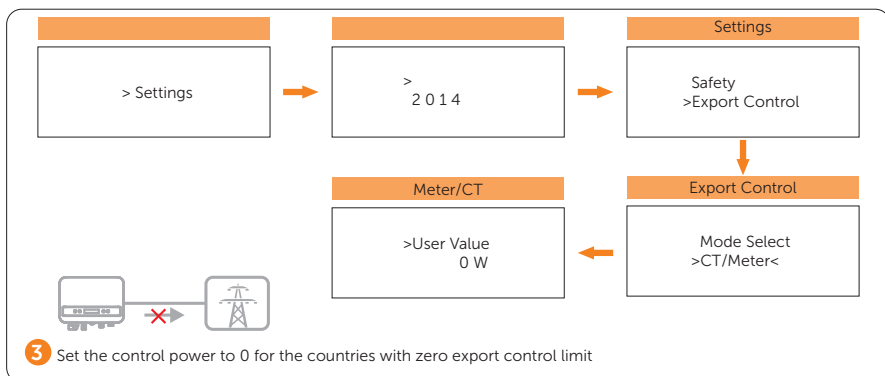 > Settings
>
2 0 1 4
Settings
Safety
>Export Control
Export Control
Mode Select
>CT/Meter<
Meter/CT
>User Value
0 W
3 Set the control power to 0 for the countries with zero export control limit